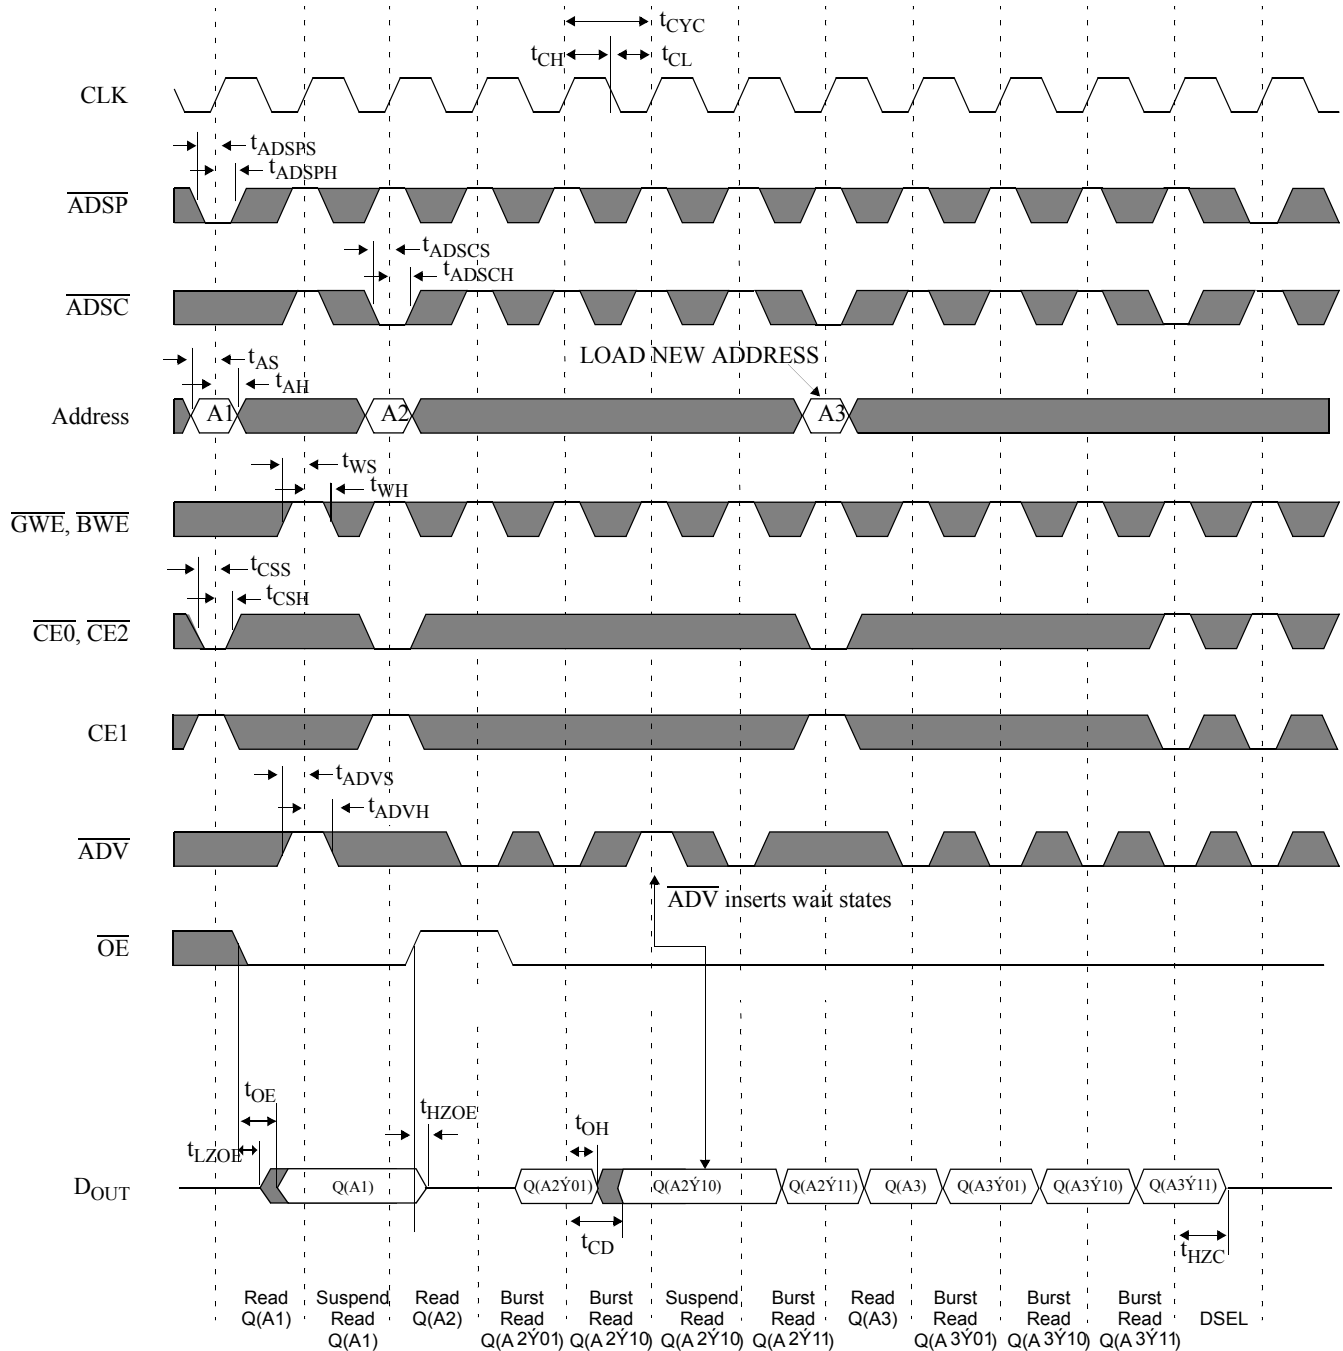 tCYC
tCH
tCL
CLK
tADSPS
tADSPH
ADSP
tADSCS
tADSCH
ADSC
LOAD NEW ADDRESS
tAS
tAH
Address
A1
A2
A3
tWS
tWH
GWE, BWE
tCSS
tCSH
CE0, CE2
CE1
tADVS
tADVH
ADV
ADV inserts wait states
OE
tOE
tHZOE
tOH
tLZOE
DOUT
Q(A1)
Q(A2Ý01)
Q(A2Ý10)
Q(A2Ý11)
Q(A3)
Q(A3Ý01)
Q(A3Ý10)
Q(A3Ý11)
tCD
tHZC
Read
Q(A1)
Suspend
Read
Q(A1)
Read
Q(A2)
Burst
Read
Q(A 2Ý01)
Burst
Read
Q(A 2Ý10)
Suspend
Read
Q(A 2Ý10)
Burst
Read
Q(A 2Ý11)
Read
Q(A3)
Burst
Read
Q(A 3Ý01)
Burst
Read
Q(A 3Ý10)
Burst
Read
Q(A 3Ý11)
DSEL